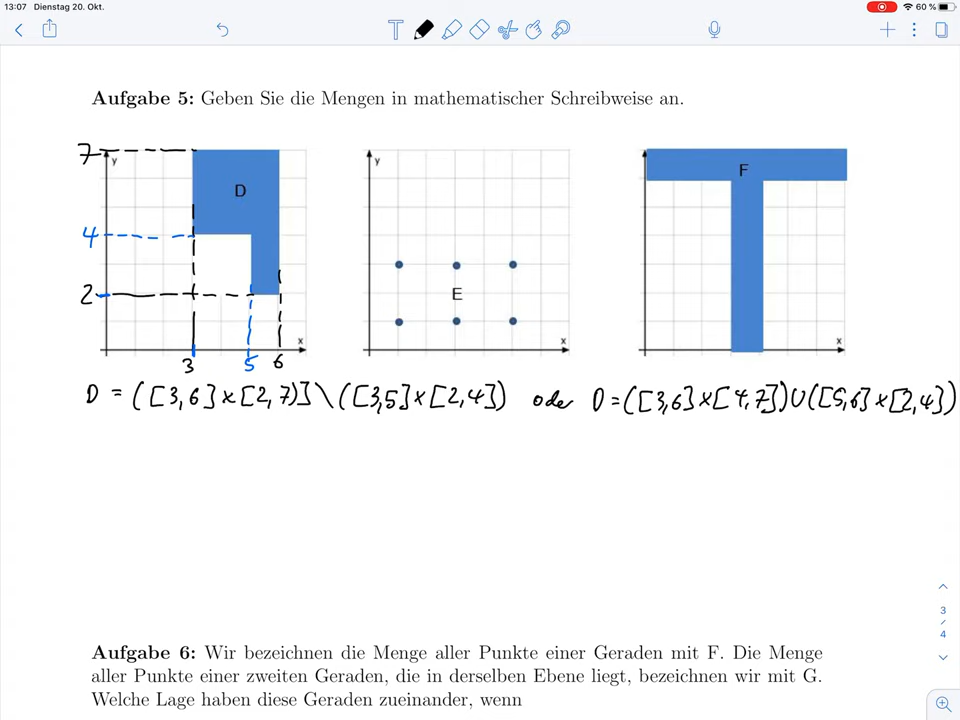 13:07 Dienstag 20. Okt.
60 %
Aufgabe 5: Geben Sie die Mengen in mathematischer Schreibweise an.
7
y
D
4
2
x
3
5
6
y
E
x
F
x
D = ([3,6]×[2,7)]\([3,5]×[2,4]) oder D=([3,6]×[4,7])∪([5,6]×[2,4])
3
/
4
Aufgabe 6: Wir bezeichnen die Menge aller Punkte einer Geraden mit F. Die Menge
aller Punkte einer zweiten Geraden, die in derselben Ebene liegt, bezeichnen wir mit G.
Welche Lage haben diese Geraden zueinander, wenn